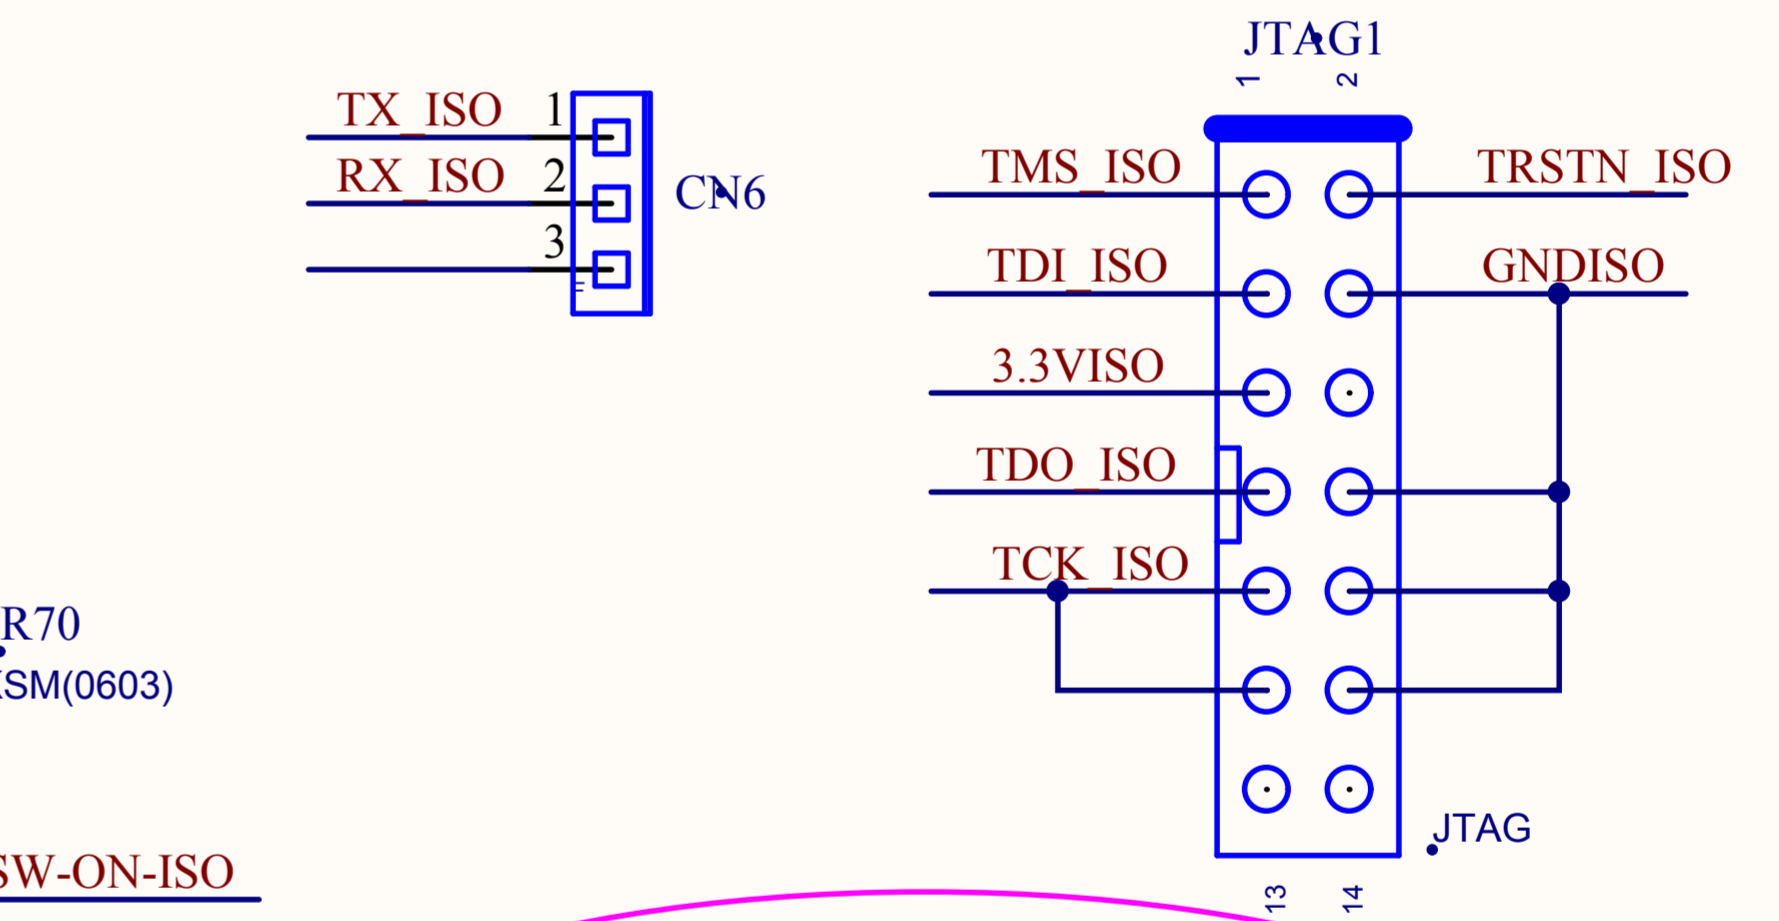 JTAG1
1 2
TX_ISO 1
RX_ISO 2
3
CN6
TMS_ISO
TRSTN_ISO
TDI_ISO
GNDISO
3.3VISO
TDO_ISO
TCK_ISO
R70
SM(0603)
JTAG
SW-ON-ISO
13 14